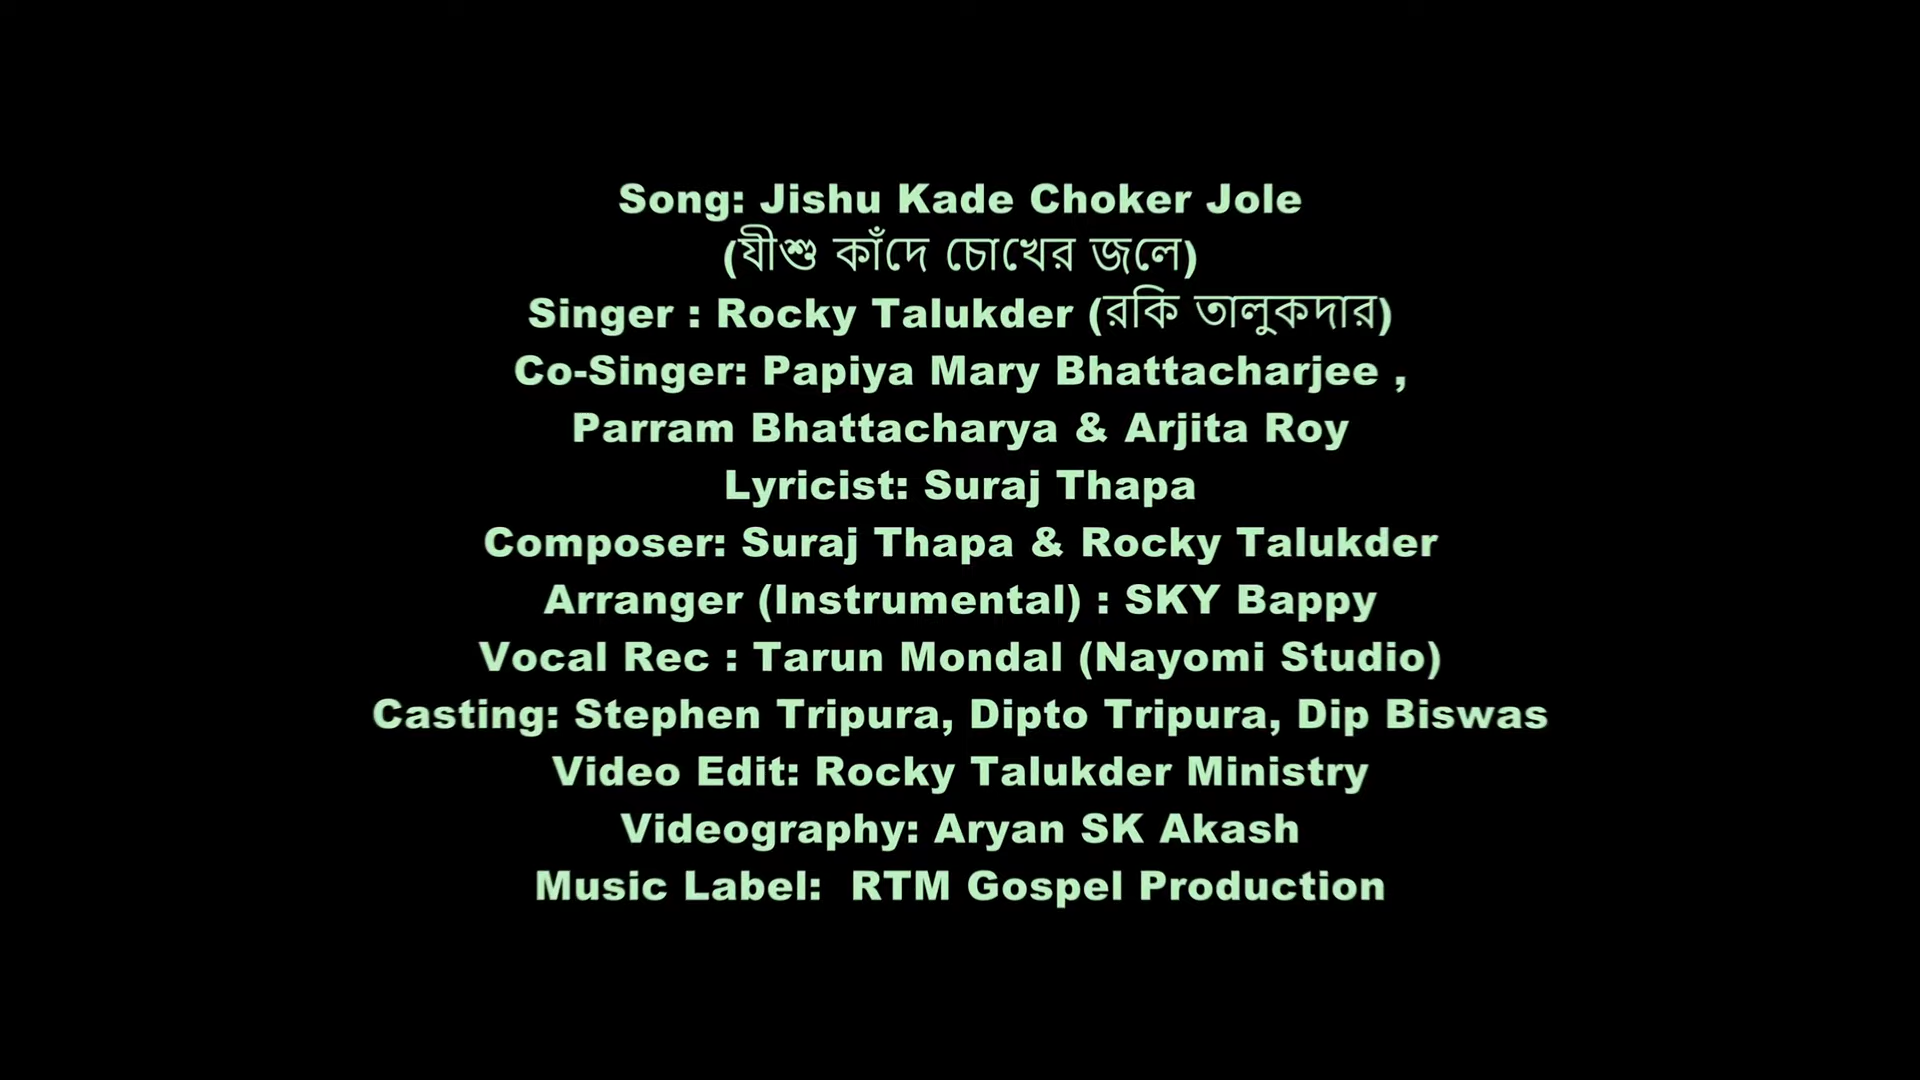 Song: Jishu Kade Choker Jole
(যীশু কাঁদে চোখের জলে)
Singer : Rocky Talukder (রকি তালুকদার)
Co-Singer: Papiya Mary Bhattacharjee ,
Parram Bhattacharya & Arjita Roy
Lyricist: Suraj Thapa
Composer: Suraj Thapa & Rocky Talukder
Arranger (Instrumental) : SKY Bappy
Vocal Rec : Tarun Mondal (Nayomi Studio)
Casting: Stephen Tripura, Dipto Tripura, Dip Biswas
Video Edit: Rocky Talukder Ministry
Videography: Aryan SK Akash
Music Label:  RTM Gospel Production